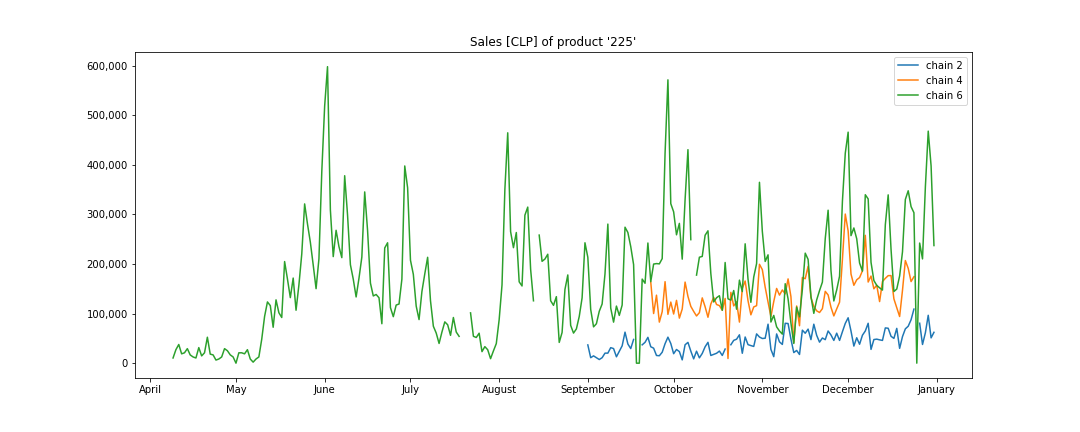 Sales [CLP] of product '225'
600,000
500,000
400,000
300,000
200,000
100,000
0
chain 2
chain 4
chain 6
April May June July August September October November December January